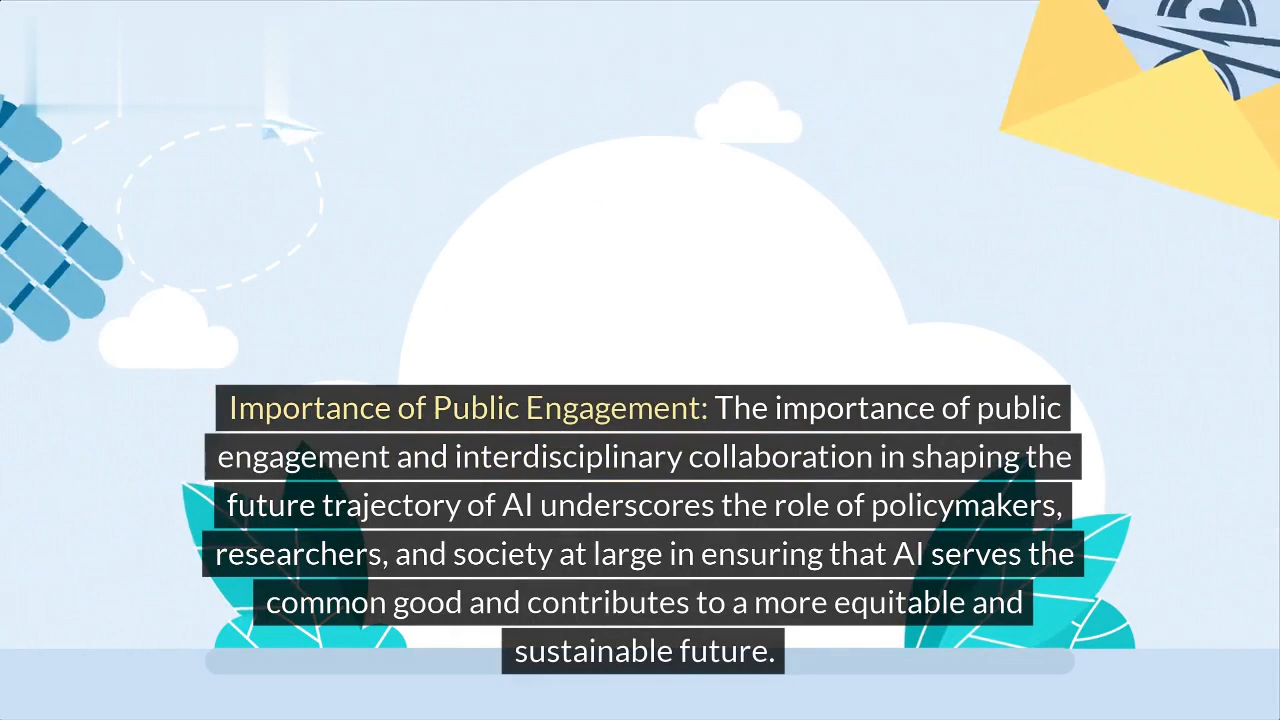 Importance of Public Engagement: The importance of public
engagement and interdisciplinary collaboration in shaping the
future trajectory of AI underscores the role of policymakers,
researchers, and society at large in ensuring that AI serves the
common good and contributes to a more equitable and
sustainable future.